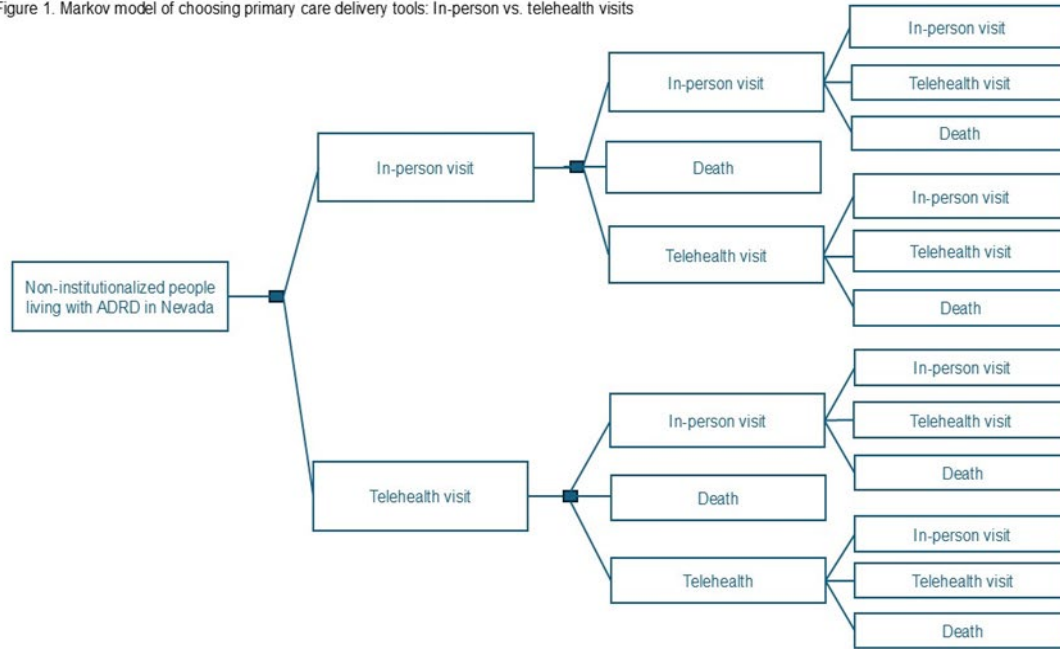 Figure 1. Markov model of choosing primary care delivery tools: In-person vs. telehealth visits
Non-institutionalized people
living with ADRD in Nevada
In-person visit
Telehealth visit
In-person visit
Death
Telehealth visit
In-person visit
Death
Telehealth
In-person visit
Telehealth visit
Death
In-person visit
Telehealth visit
Death
In-person visit
Telehealth visit
Death
In-person visit
Telehealth visit
Death